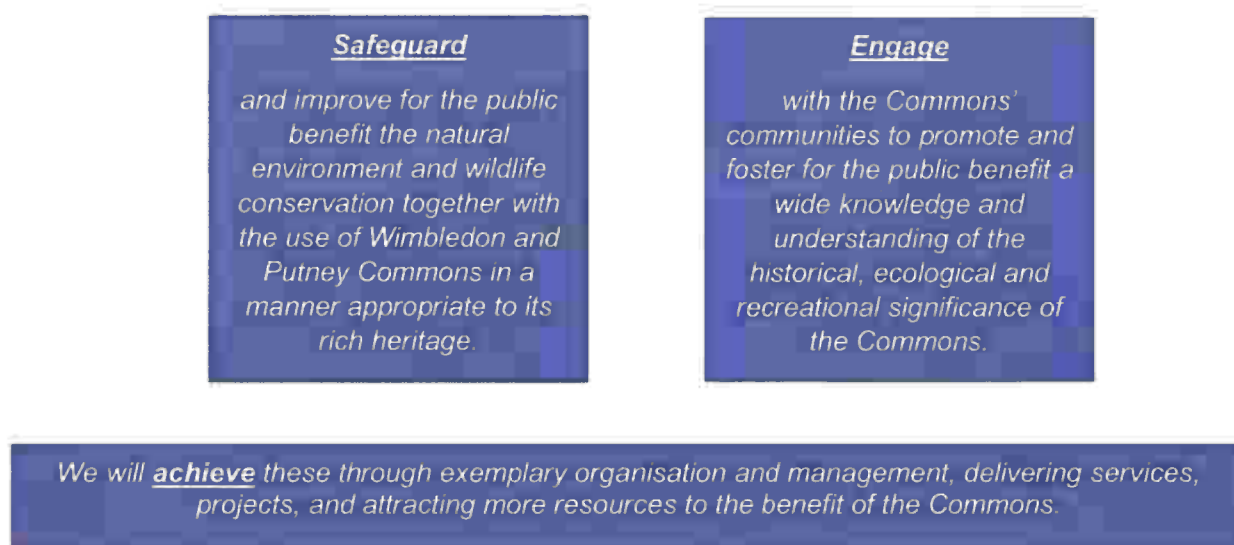 Safeguard
and improve for the public
benefit the natural
environment and wildlife
conservation together with
the use of Wimbledon and
Putney Commons in a
manner appropriate to its
rich heritage.
Engage
with the Commons'
communities to promote and
foster for the public benefit a
wide knowledge and
understanding of the
historical, ecological and
recreational significance of
the Commons.
We will achieve these through exemplary organisation and management, delivering services,
projects, and attracting more resources to the benefit of the Commons.